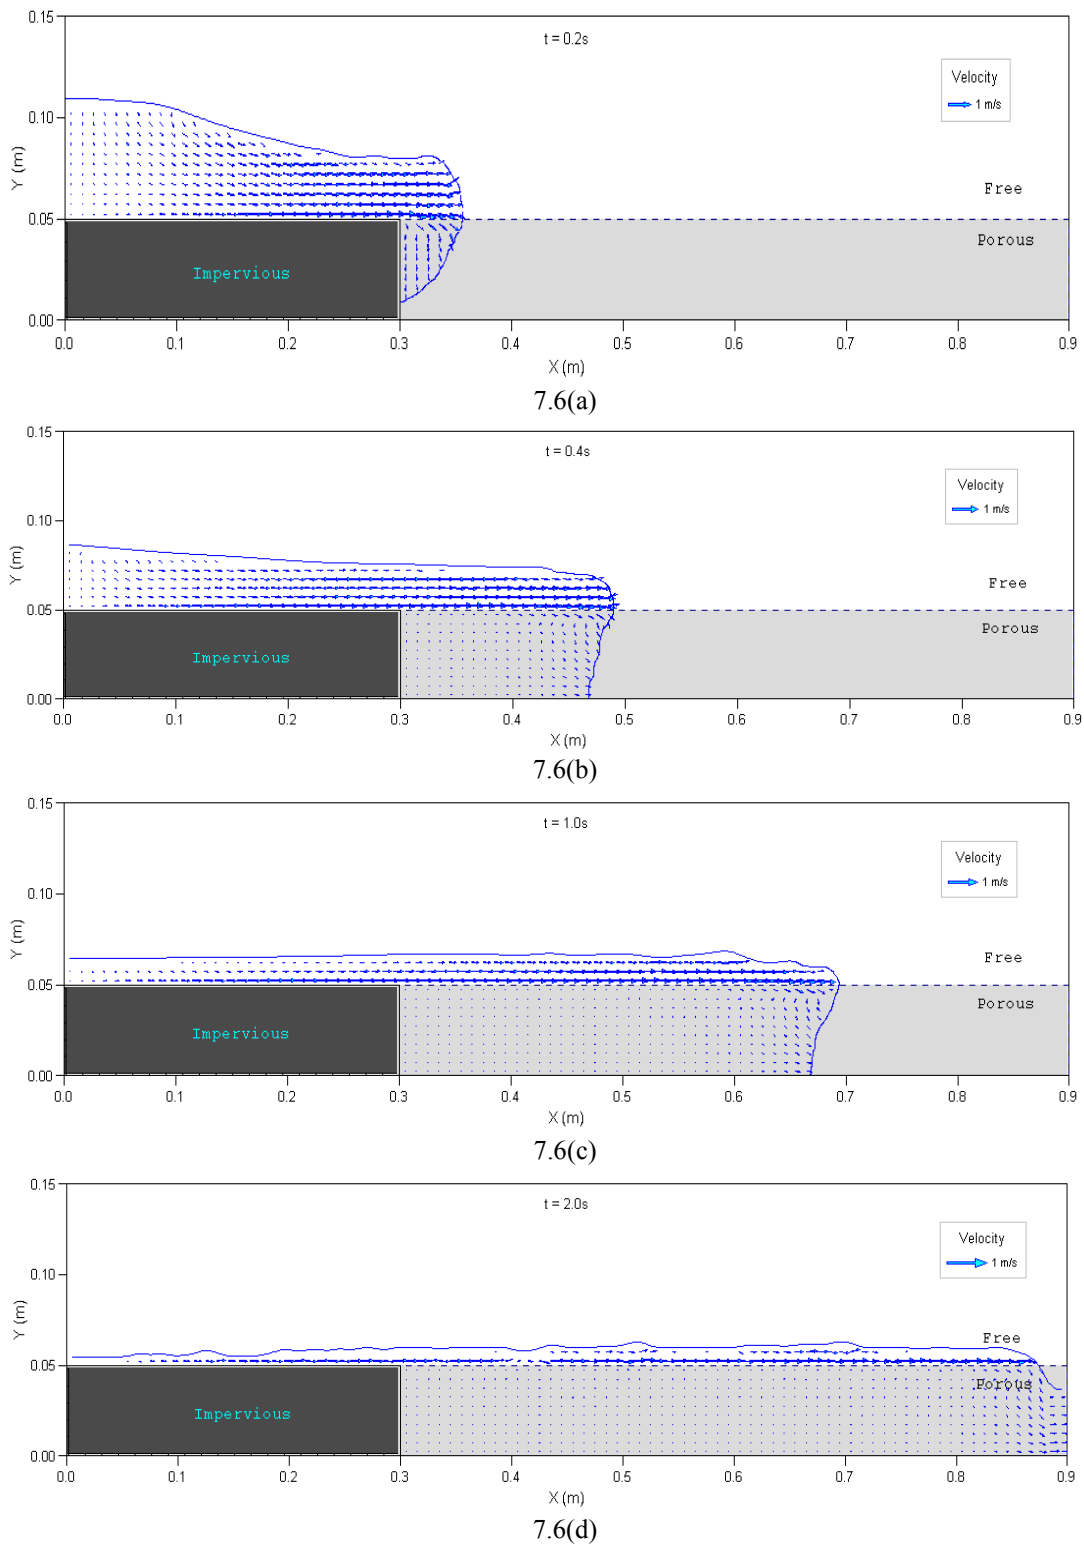 0.15
t = 0.2s
Velocity
1 m/s
0.10
Y (m)
Free
0.05
Porous
Impervious
0.00
0.0 0.1 0.2 0.3 0.4 0.5 0.6 0.7 0.8 0.9
X (m)
7.6(a)
0.15
t = 0.4s
Velocity
1 m/s
0.10
Y (m)
Free
0.05
Porous
Impervious
0.00
0.0 0.1 0.2 0.3 0.4 0.5 0.6 0.7 0.8 0.9
X (m)
7.6(b)
0.15
t = 1.0s
Velocity
1 m/s
0.10
Y (m)
Free
0.05
Porous
Impervious
0.00
0.0 0.1 0.2 0.3 0.4 0.5 0.6 0.7 0.8 0.9
X (m)
7.6(c)
0.15
t = 2.0s
Velocity
1 m/s
0.10
Y (m)
Free
0.05
Porous
Impervious
0.00
0.0 0.1 0.2 0.3 0.4 0.5 0.6 0.7 0.8 0.9
X (m)
7.6(d)